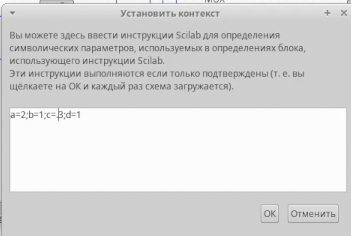 Установить контекст
Вы можете здесь ввести инструкции Scilab для определения
символических параметров, используемых в определениях блока,
использующего инструкции Scilab.
Эти инструкции выполняются если только подтверждены (т. е. вы
щёлкаете на OK и каждый раз схема загружается).
a=2;b=1;c=.3;d=1
OK Отменить